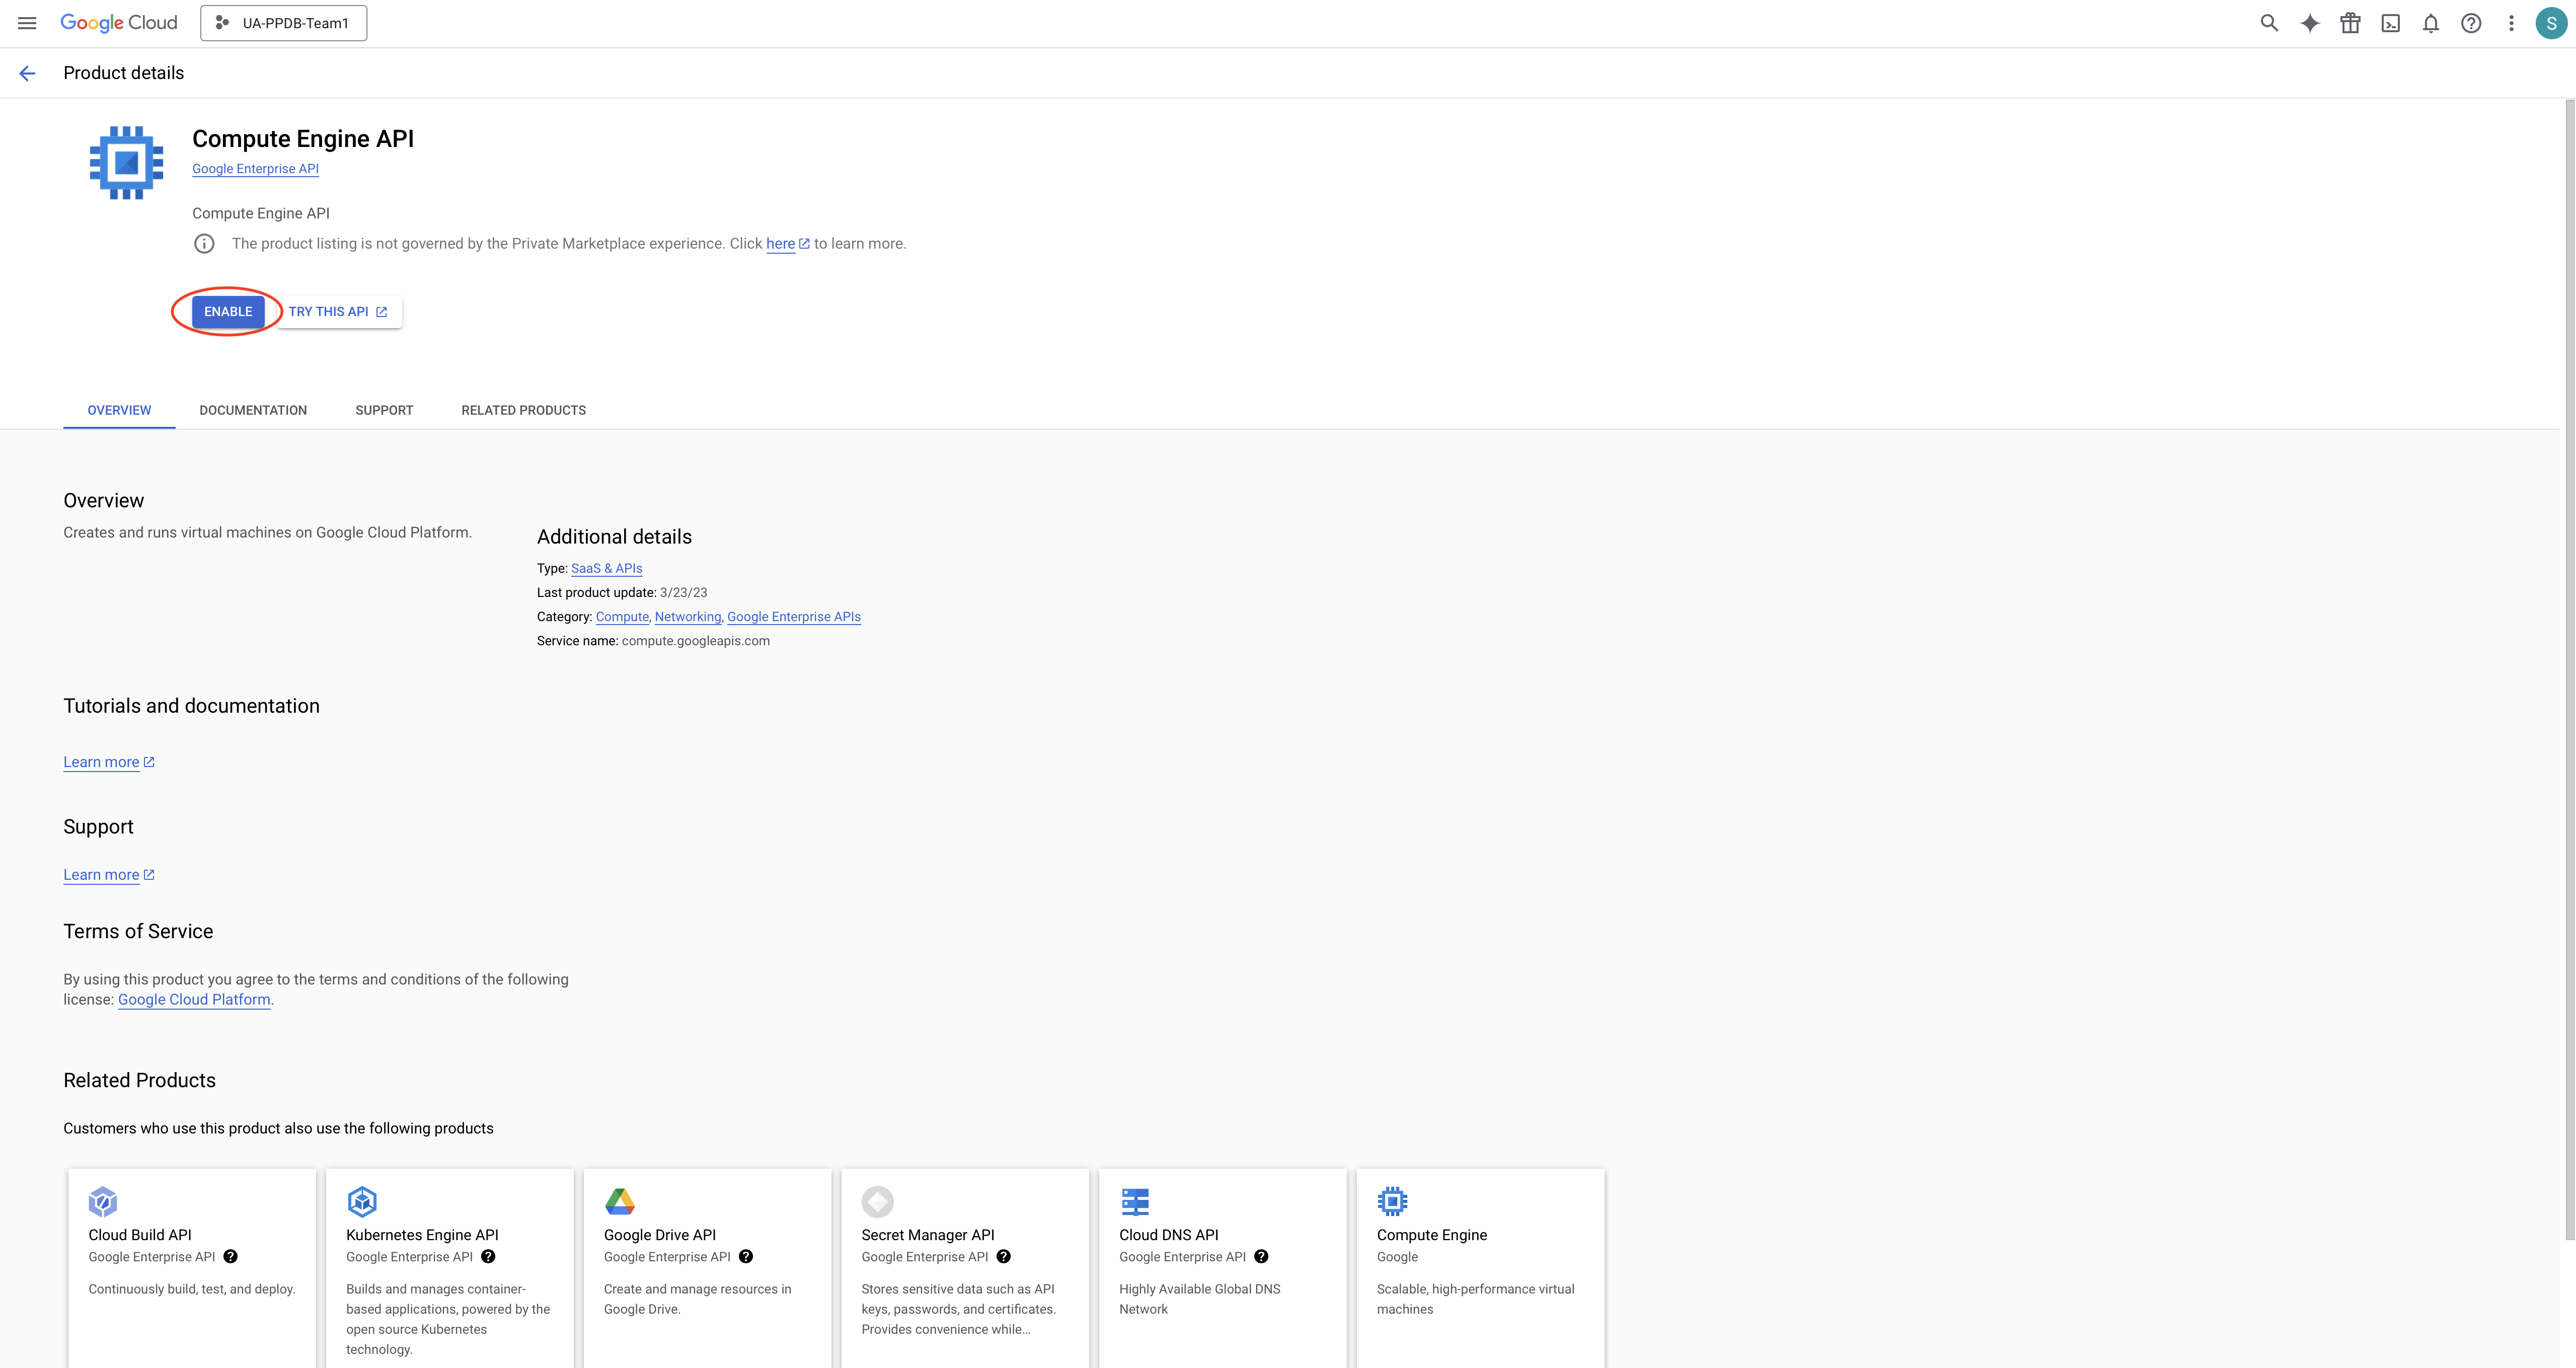 Google Cloud
UA-PPDB-Team1
S
Product details
Compute Engine API
Google Enterprise API
Compute Engine API
The product listing is not governed by the Private Marketplace experience. Click here to learn more.
ENABLE
TRY THIS API
OVERVIEW
DOCUMENTATION
SUPPORT
RELATED PRODUCTS
Overview
Creates and runs virtual machines on Google Cloud Platform.
Additional details
Type: SaaS & APIs
Last product update: 3/23/23
Category: Compute, Networking, Google Enterprise APIs
Service name: compute.googleapis.com
Tutorials and documentation
Learn more
Support
Learn more
Terms of Service
By using this product you agree to the terms and conditions of the following
license: Google Cloud Platform.
Related Products
Customers who use this product also use the following products
Cloud Build API
Google Enterprise API
Continuously build, test, and deploy.
Kubernetes Engine API
Google Enterprise API
Builds and manages container-
based applications, powered by the
open source Kubernetes
technology.
Google Drive API
Google Enterprise API
Create and manage resources in
Google Drive.
Secret Manager API
Google Enterprise API
Stores sensitive data such as API
keys, passwords, and certificates.
Provides convenience while...
Cloud DNS API
Google Enterprise API
Highly Available Global DNS
Network
Compute Engine
Google
Scalable, high-performance virtual
machines